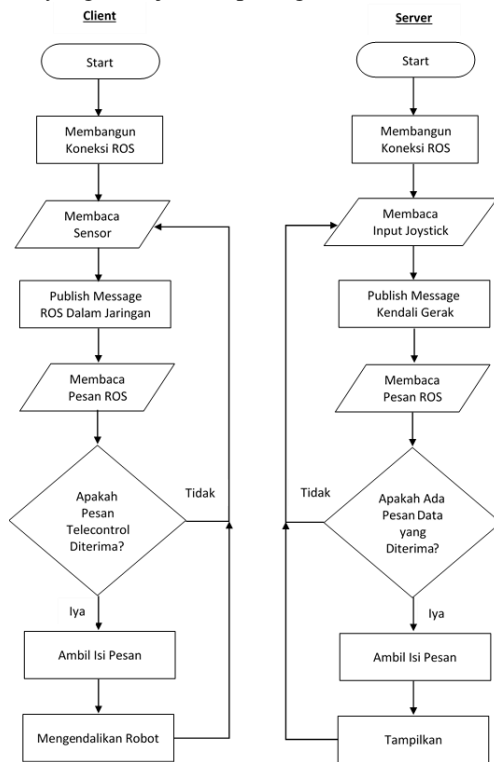 Client
Start
Membangun
Koneksi ROS
Membaca
Sensor
Publish Message
ROS Dalam Jaringan
Membaca
Pesan ROS
Apakah
Pesan
Telecontrol
Diterima?
Tidak
Iya
Ambil Isi Pesan
Mengendalikan Robot
Server
Start
Membangun
Koneksi ROS
Membaca
Input Joystick
Publish Message
Kendali Gerak
Membaca
Pesan ROS
Apakah Ada
Pesan Data
yang
Diterima?
Tidak
Iya
Ambil Isi Pesan
Tampilkan